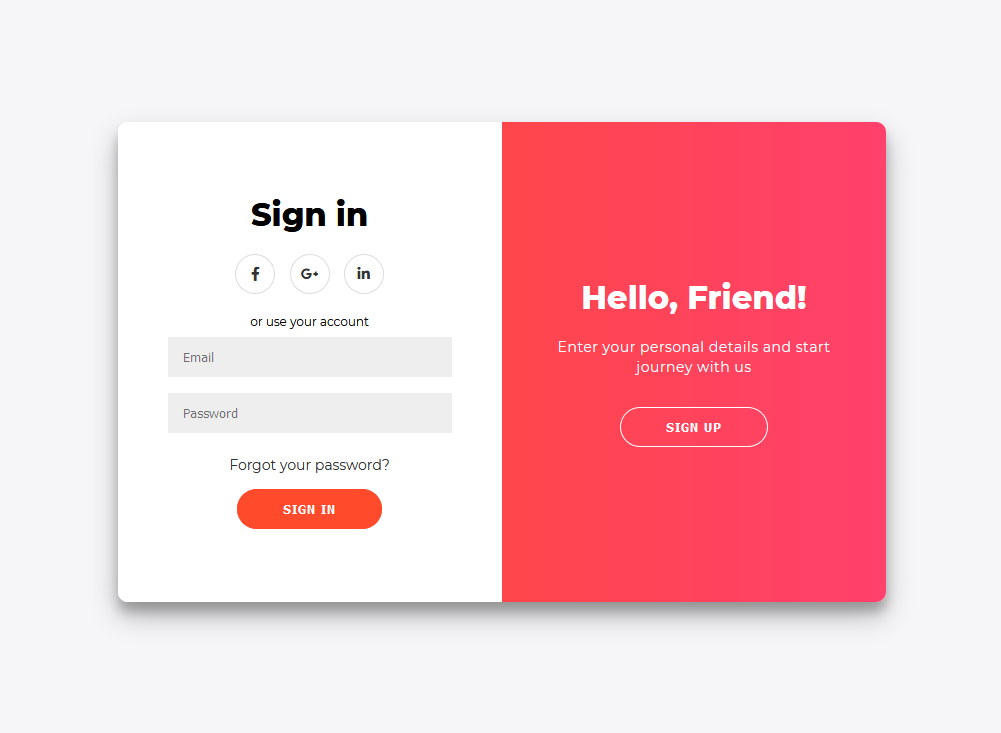 Sign in
f
G+
in
or use your account
Email
Password
Forgot your password?
SIGN IN
Hello, Friend!
Enter your personal details and start
journey with us
SIGN UP